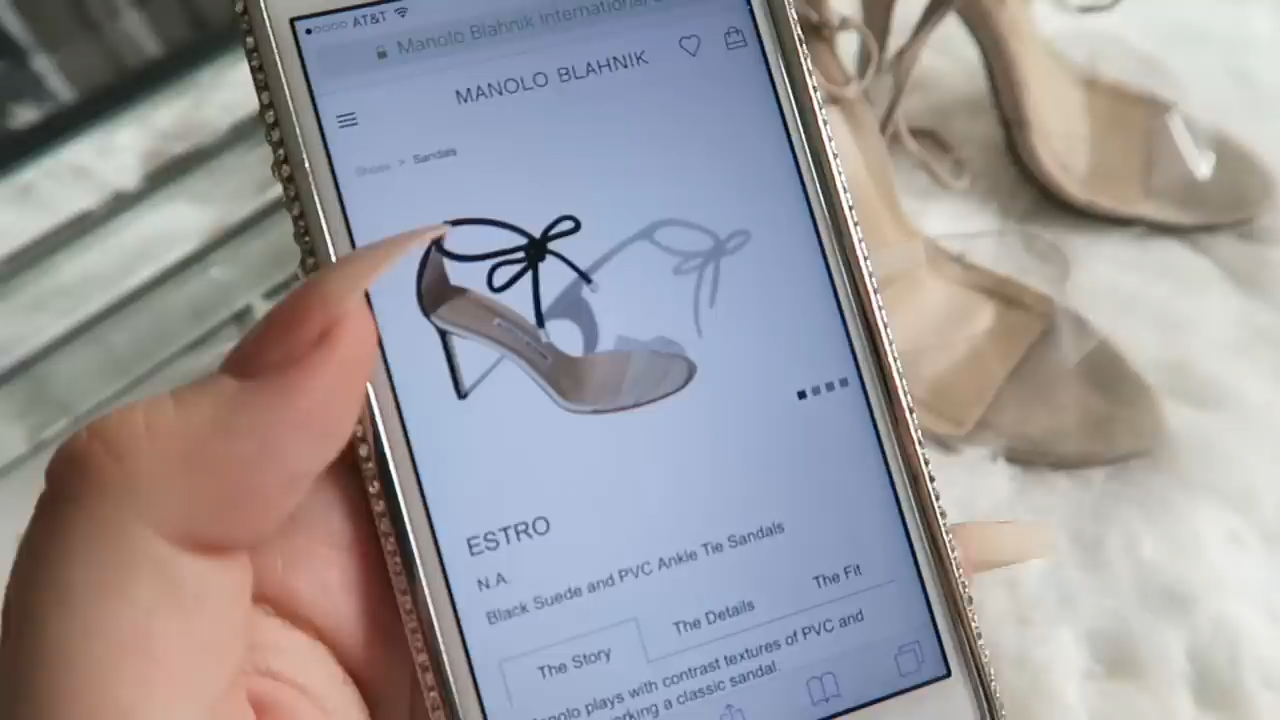 AT&T
Manolo Blahnik International
MANOLO BLAHNIK
Shoes > Sandals
ESTRO
N.A.
Black Suede and PVC Ankle Tie Sandals
The Story
The Details
The Fit
plays with contrast textures of PVC and
a classic sandal.